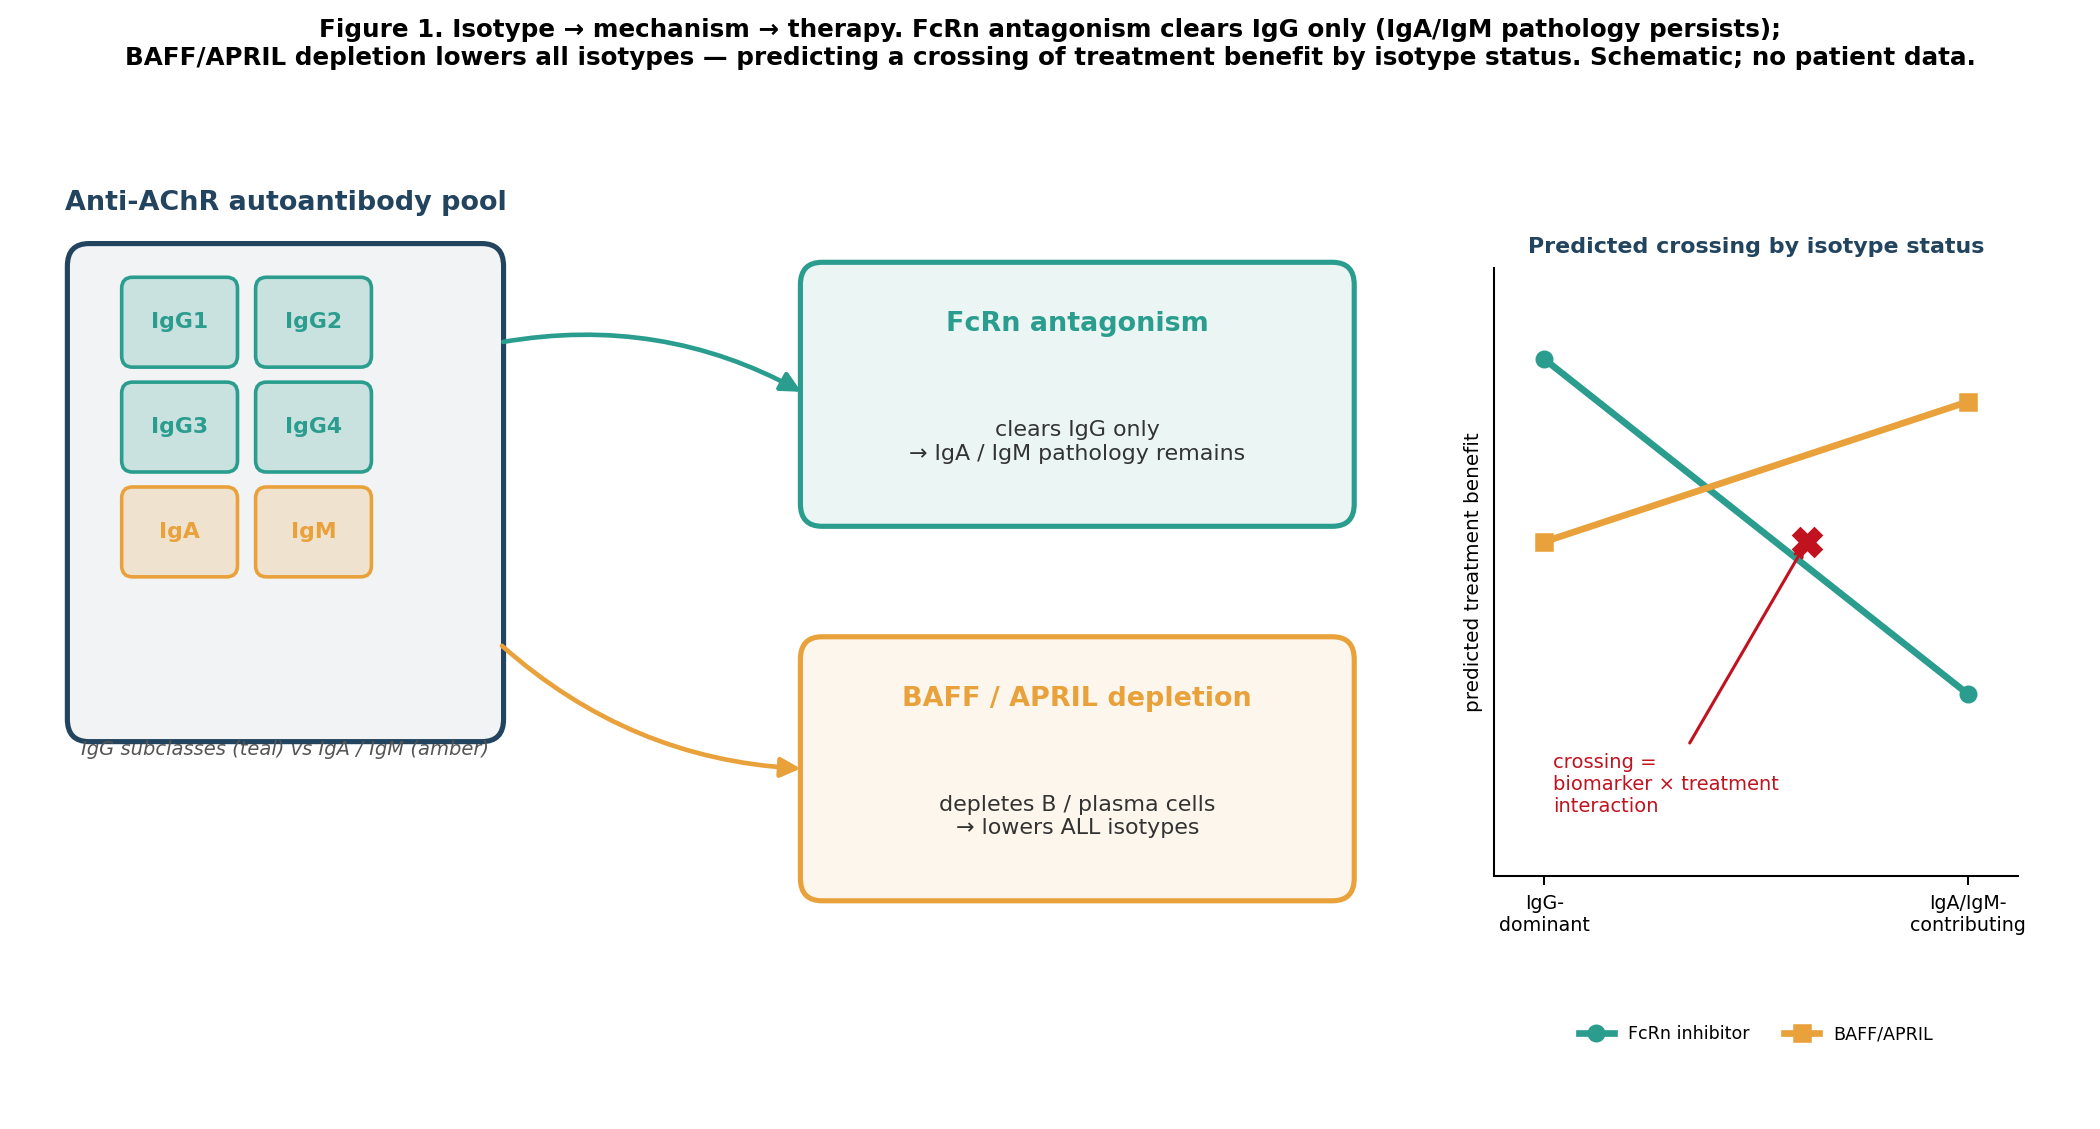 Figure 1. Isotype → mechanism → therapy. FcRn antagonism clears IgG only (IgA/IgM pathology persists);
BAFF/APRIL depletion lowers all isotypes — predicting a crossing of treatment benefit by isotype status. Schematic; no patient data.
Anti-AChR autoantibody pool
IgG1
IgG2
IgG3
IgG4
IgA
IgM
IgG subclasses (teal) vs IgA / IgM (amber)
FcRn antagonism
clears IgG only
→ IgA / IgM pathology remains
BAFF / APRIL depletion
depletes B / plasma cells
→ lowers ALL isotypes
Predicted crossing by isotype status
predicted treatment benefit
crossing =
biomarker × treatment
interaction
IgG-
dominant
IgA/IgM-
contributing
FcRn inhibitor
BAFF/APRIL